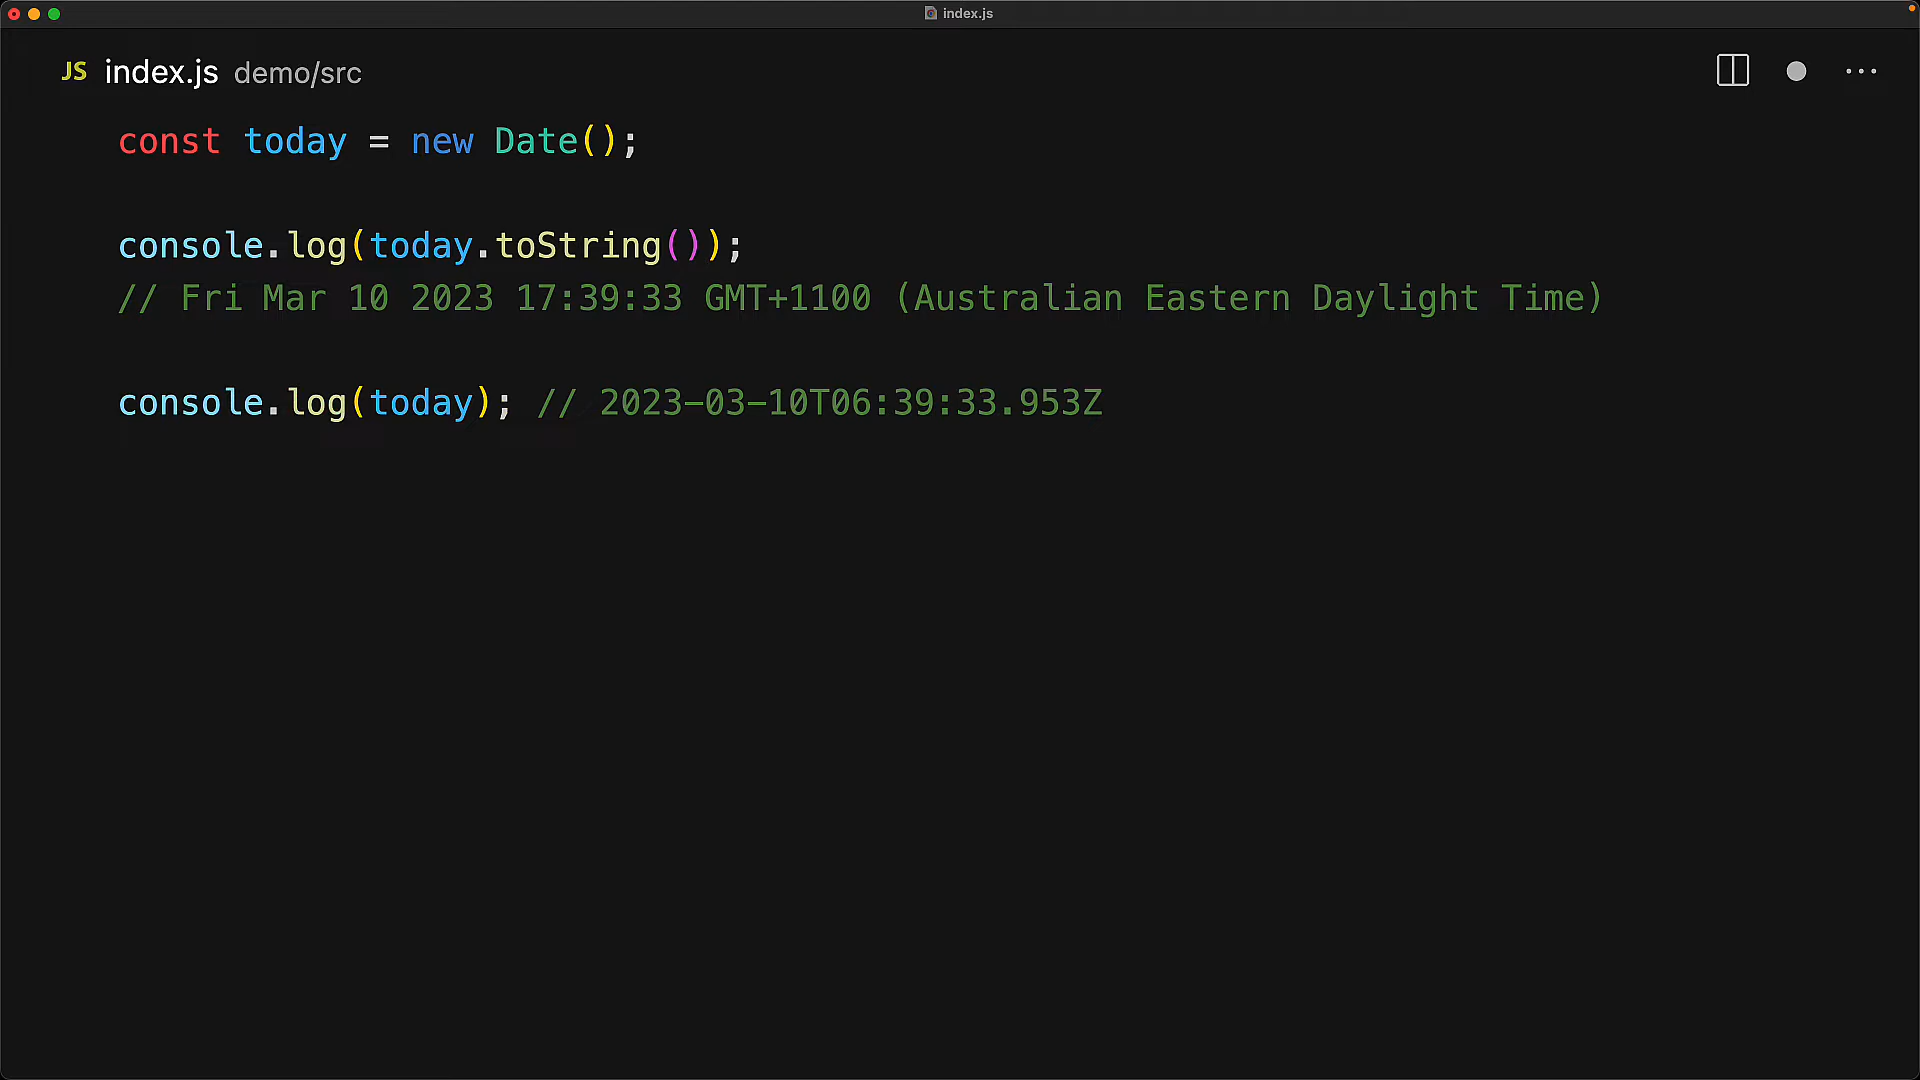 index.js
JS index.js demo/src
const today = new Date();
console.log(today.toString());
// Fri Mar 10 2023 17:39:33 GMT+1100 (Australian Eastern Daylight Time)
console.log(today); // 2023-03-10T06:39:33.953Z